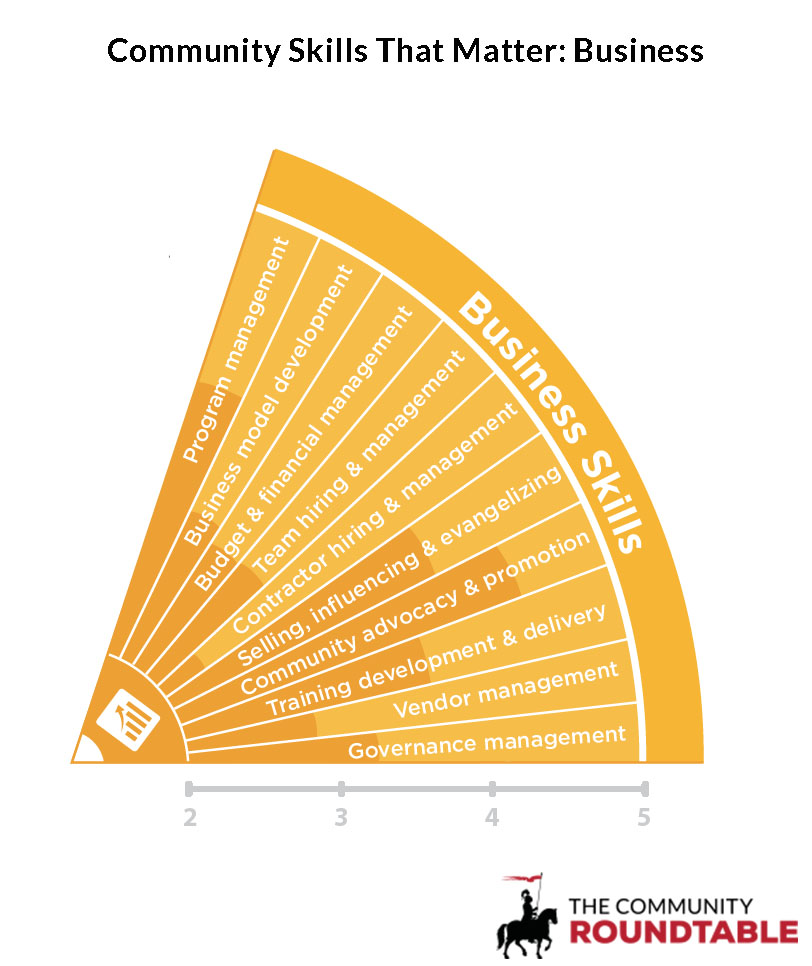 Community Skills That Matter: Business
Business Skills
Program management
Business model development
Budget & financial management
Team hiring & management
Contractor hiring & management
Selling, influencing & evangelizing
Community advocacy & promotion
Training development & delivery
Vendor management
Governance management
2 3 4 5
THE COMMUNITY
ROUNDTABLE